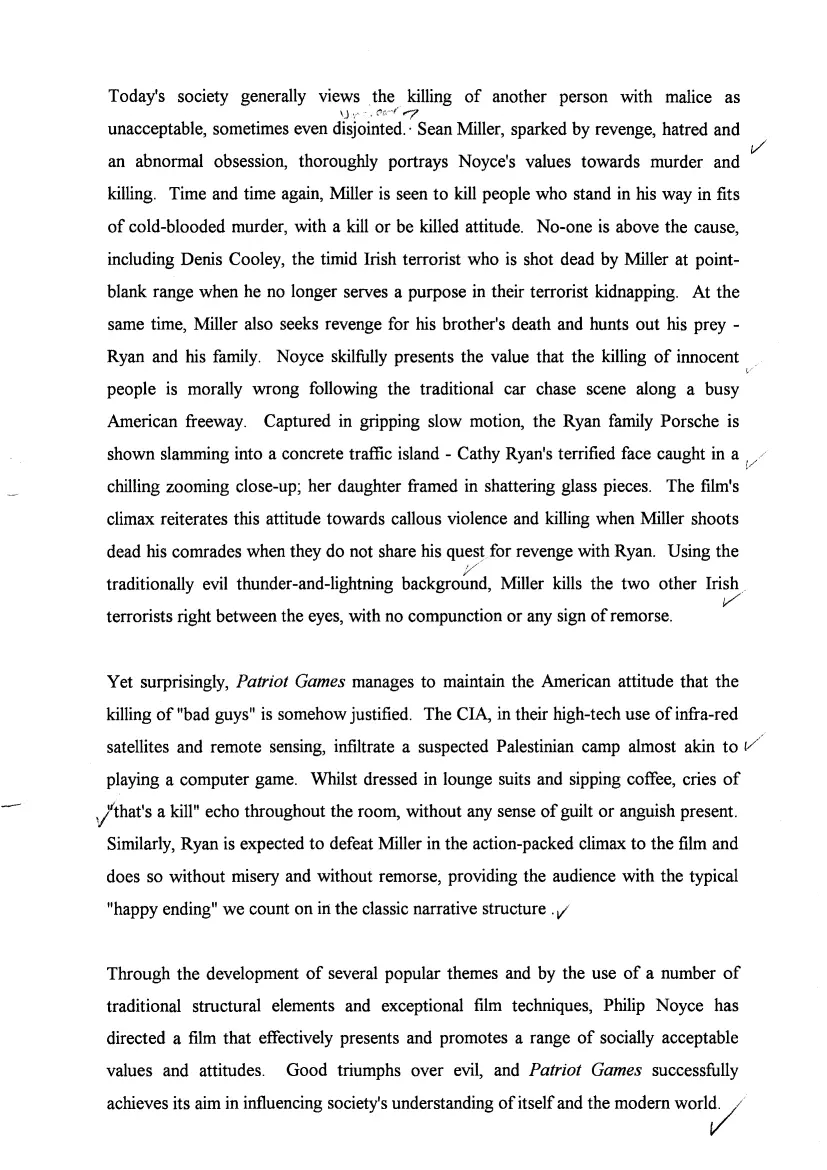 Today's society generally views the killing of another person with malice as
unacceptable, sometimes even disjointed. Sean Miller, sparked by revenge, hatred and
an abnormal obsession, thoroughly portrays Noyce's values towards murder and
killing. Time and time again, Miller is seen to kill people who stand in his way in fits
of cold-blooded murder, with a kill or be killed attitude. No-one is above the cause,
including Denis Cooley, the timid Irish terrorist who is shot dead by Miller at point-
blank range when he no longer serves a purpose in their terrorist kidnapping. At the
same time, Miller also seeks revenge for his brother's death and hunts out his prey -
Ryan and his family. Noyce skilfully presents the value that the killing of innocent
people is morally wrong following the traditional car chase scene along a busy
American freeway. Captured in gripping slow motion, the Ryan family Porsche is
shown slamming into a concrete traffic island - Cathy Ryan's terrified face caught in a
chilling zooming close-up; her daughter framed in shattering glass pieces. The film's
climax reiterates this attitude towards callous violence and killing when Miller shoots
dead his comrades when they do not share his quest for revenge with Ryan. Using the
traditionally evil thunder-and-lightning background, Miller kills the two other Irish
terrorists right between the eyes, with no compunction or any sign of remorse.
Yet surprisingly, Patriot Games manages to maintain the American attitude that the
killing of "bad guys" is somehow justified. The CIA, in their high-tech use of infra-red
satellites and remote sensing, infiltrate a suspected Palestinian camp almost akin to
playing a computer game. Whilst dressed in lounge suits and sipping coffee, cries of
"that's a kill" echo throughout the room, without any sense of guilt or anguish present.
Similarly, Ryan is expected to defeat Miller in the action-packed climax to the film and
does so without misery and without remorse, providing the audience with the typical
"happy ending" we count on in the classic narrative structure .
Through the development of several popular themes and by the use of a number of
traditional structural elements and exceptional film techniques, Philip Noyce has
directed a film that effectively presents and promotes a range of socially acceptable
values and attitudes. Good triumphs over evil, and Patriot Games successfully
achieves its aim in influencing society's understanding of itself and the modern world.